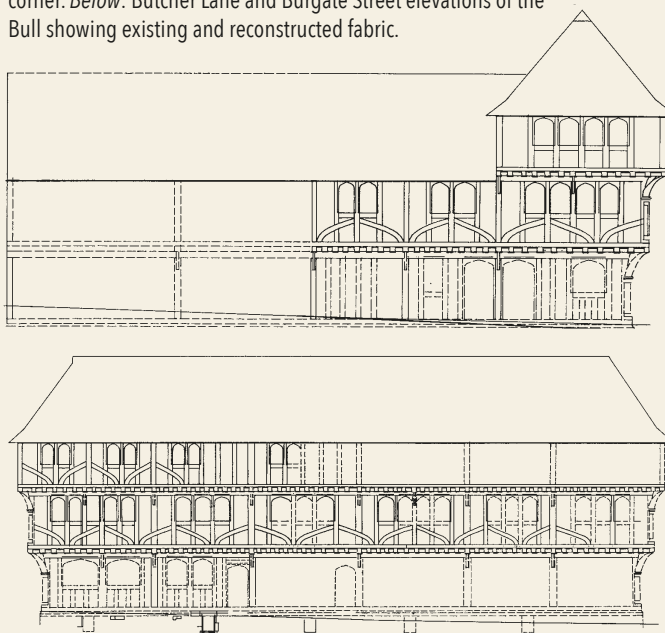 corner. Below: Butcher Lane and Burgate Street elevations of the
Bull showing existing and reconstructed fabric.